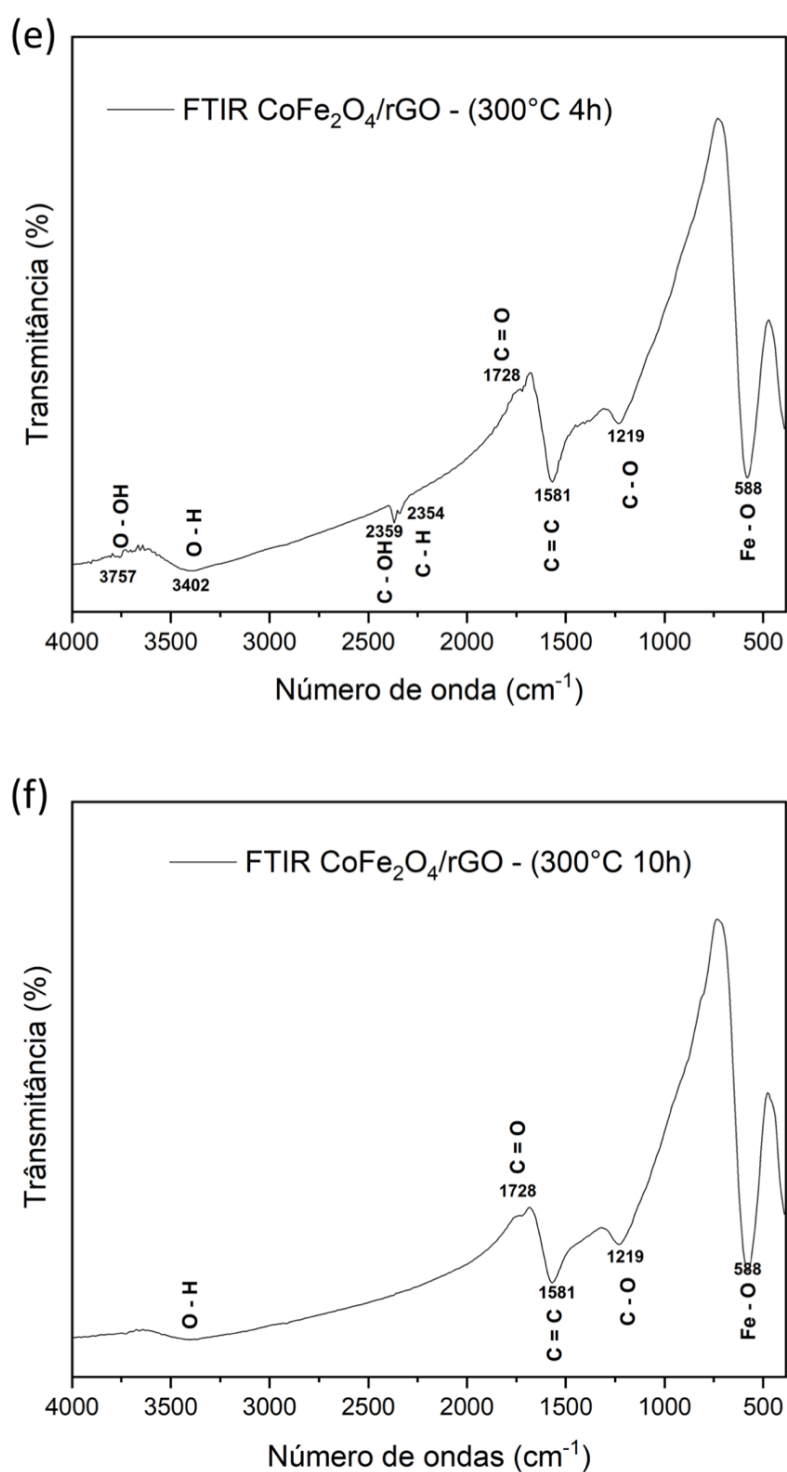 (e)
FTIR CoFe₂O₄/rGO - (300°C 4h)
Transmitância (%)
C = O
1728
1219
C - O
1581
C = C
588
Fe - O
2354
2359
C - OH
C - H
O - OH
3757
O - H
3402
4000 3500 3000 2500 2000 1500 1000 500
Número de onda (cm⁻¹)
(f)
FTIR CoFe₂O₄/rGO - (300°C 10h)
Trânsmitância (%)
C = O
1728
1219
C - O
1581
C = C
588
Fe - O
O - H
4000 3500 3000 2500 2000 1500 1000 500
Número de ondas (cm⁻¹)